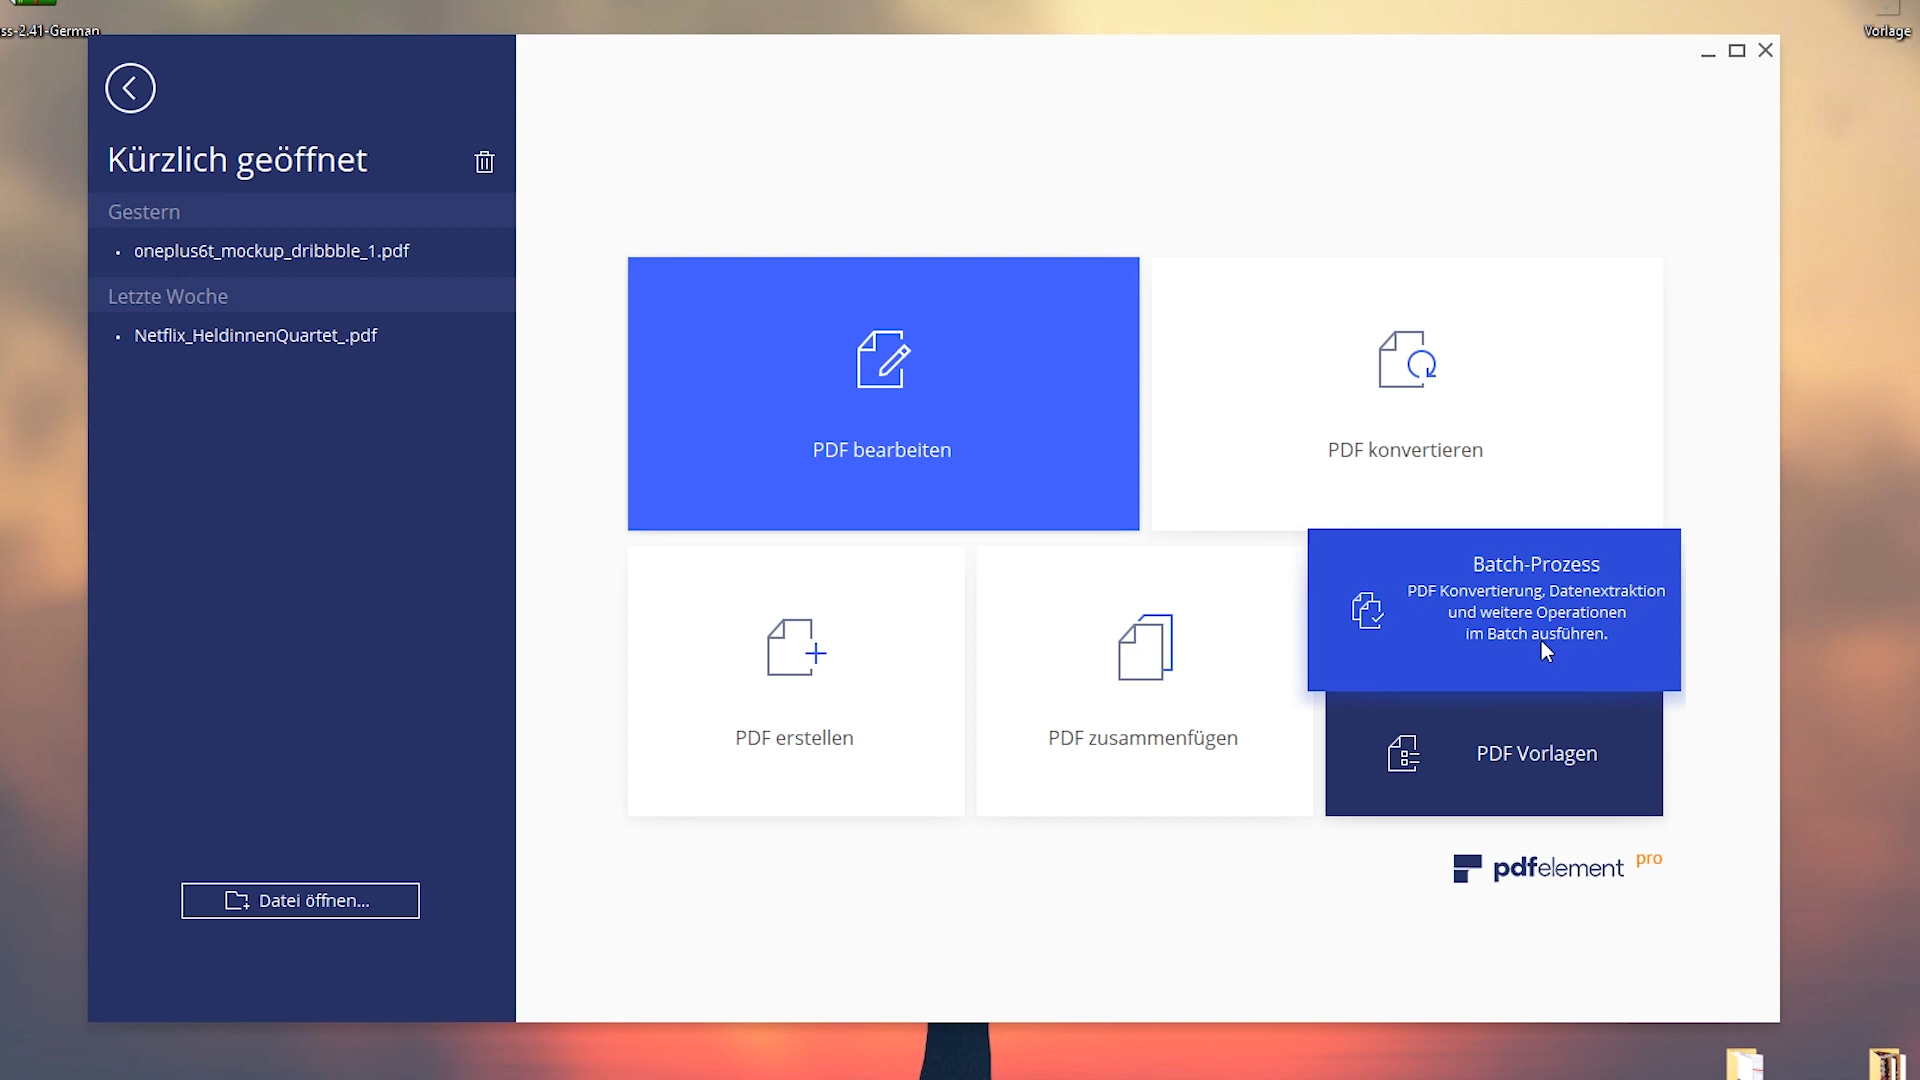 ss-2.41-German
Vorlage
Kürzlich geöffnet
Gestern
oneplus6t_mockup_dribbble_1.pdf
Letzte Woche
Netflix_HeldinnenQuartet_.pdf
Datei öffnen...
PDF bearbeiten
PDF konvertieren
PDF erstellen
PDF zusammenfügen
Batch-Prozess
PDF Konvertierung, Datenextraktion
und weitere Operationen
im Batch ausführen.
PDF Vorlagen
pdfelement pro